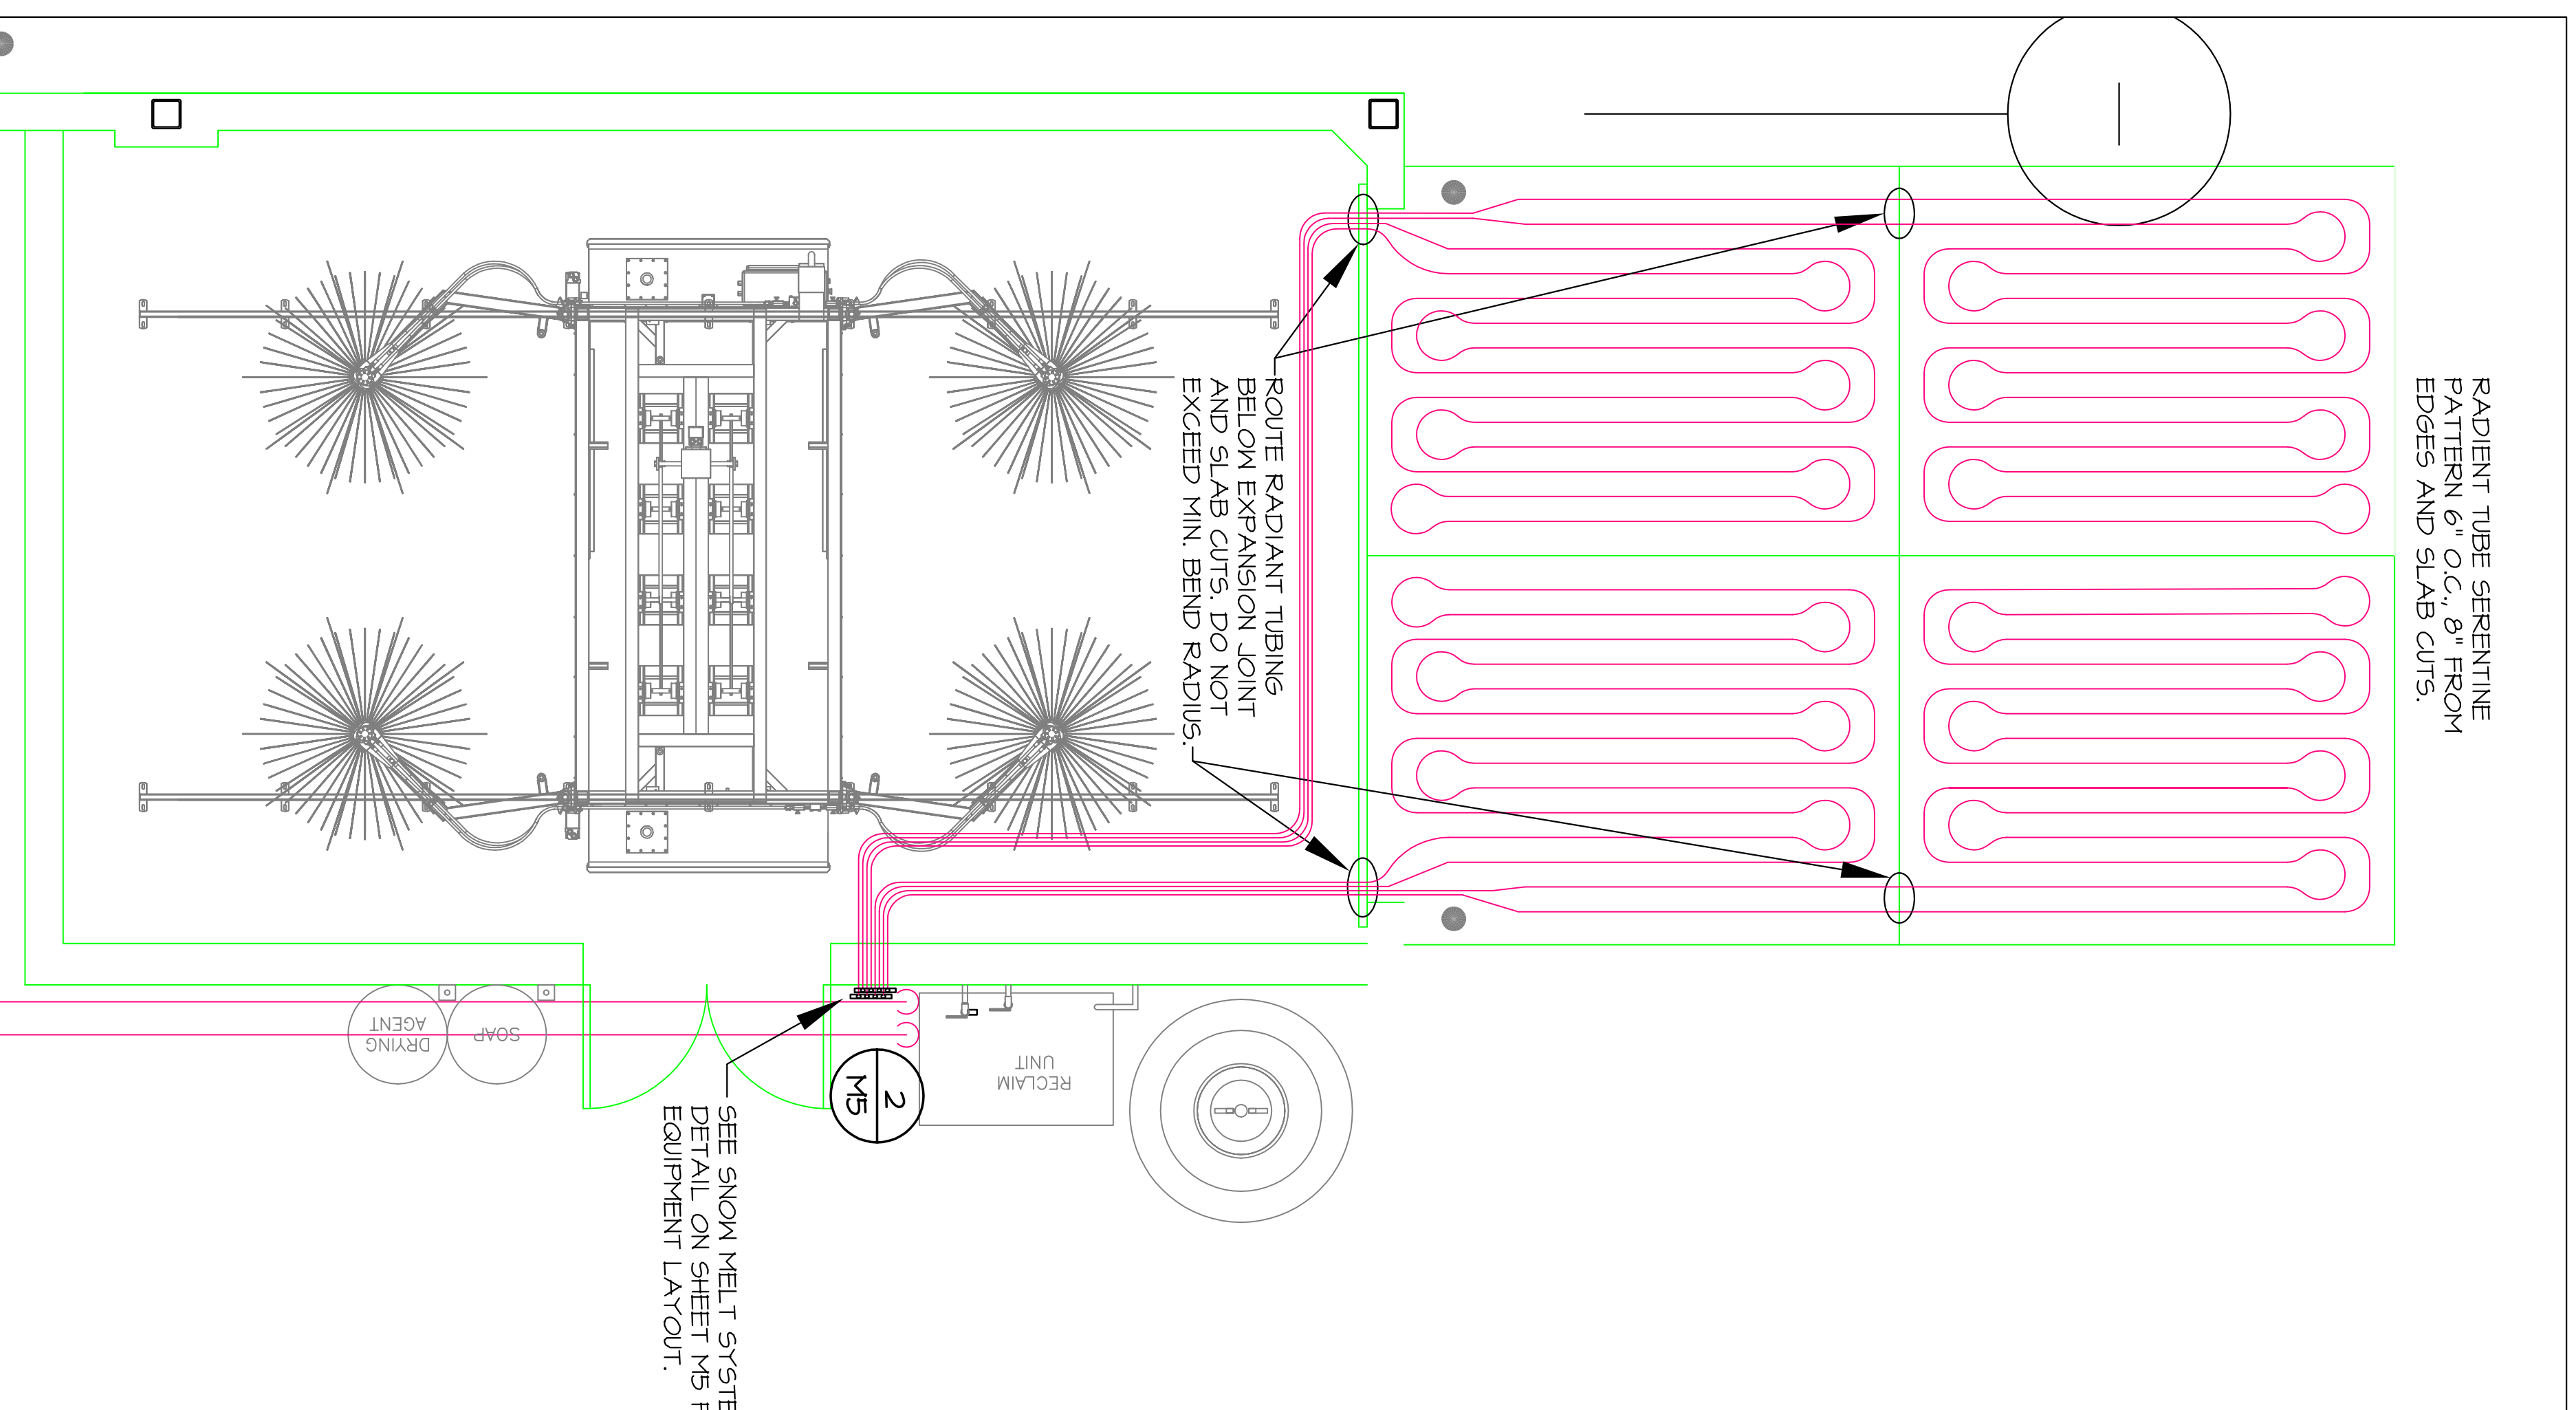 RADIENT TUBE SERENTINE
PATTERN 6" O.C., 8" FROM
EDGES AND SLAB CUTS.
ROUTE RADIANT TUBING
BELOW EXPANSION JOINT
AND SLAB CUTS. DO NOT
EXCEED MIN. BEND RADIUS.
SEE SNOW MELT SYSTE
DETAIL ON SHEET M5 F
EQUIPMENT LAYOUT.
2
M5
RECLAIM
UNIT
SOAP
DRYING
AGENT